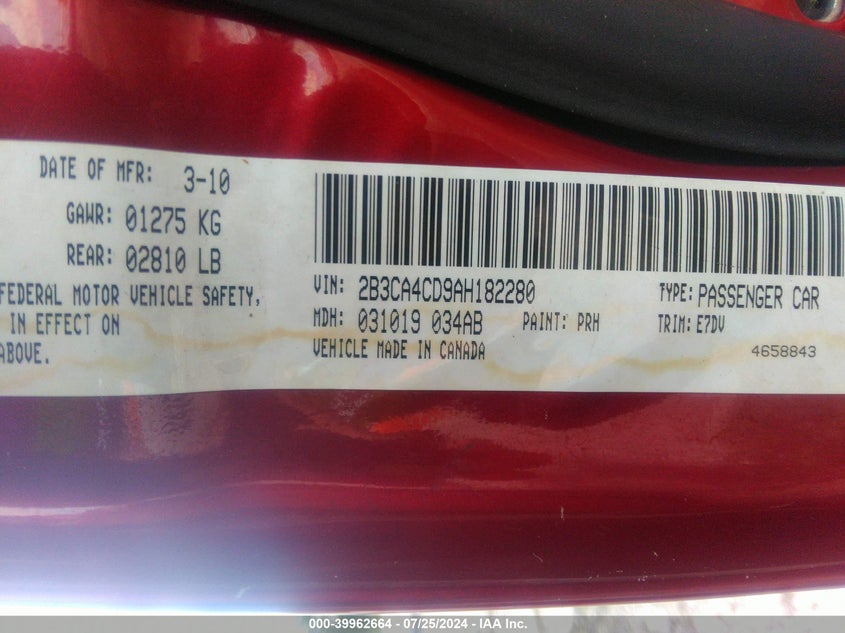 DATE OF MFR: 3-10
GAWR: 01275 KG
REAR: 02810 LB
FEDERAL MOTOR VEHICLE SAFETY,
IN EFFECT ON
ABOVE.
VIN: 2B3CA4CD9AH182280 TYPE: PASSENGER CAR
MDH: 031019 034AB PAINT: PRH TRIM: E7DV
VEHICLE MADE IN CANADA 4658843
000-39962664 - 07/25/2024 - IAA Inc.